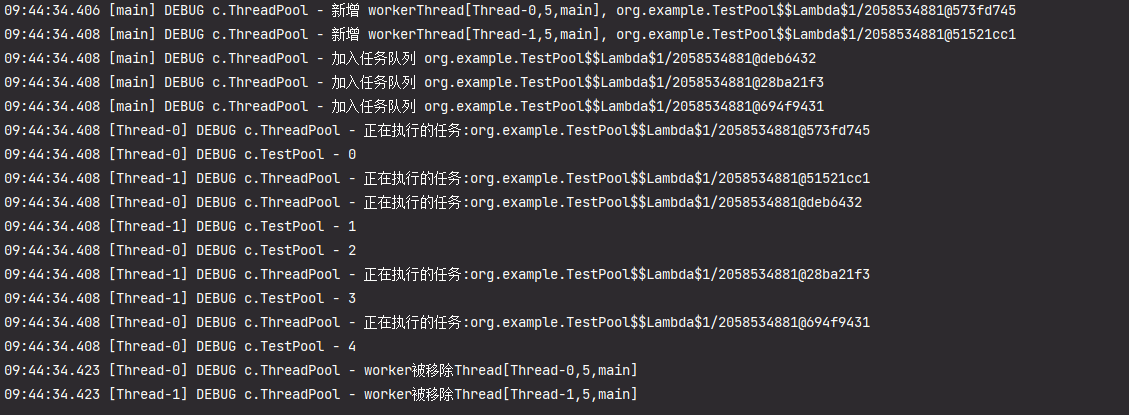 09:44:34.406 [main] DEBUG c.ThreadPool - 新增 workerThread[Thread-0,5,main], org.example.TestPool$$Lambda$1/2058534881@573fd745
09:44:34.408 [main] DEBUG c.ThreadPool - 新增 workerThread[Thread-1,5,main], org.example.TestPool$$Lambda$1/2058534881@51521cc1
09:44:34.408 [main] DEBUG c.ThreadPool - 加入任务队列 org.example.TestPool$$Lambda$1/2058534881@deb6432
09:44:34.408 [main] DEBUG c.ThreadPool - 加入任务队列 org.example.TestPool$$Lambda$1/2058534881@28ba21f3
09:44:34.408 [main] DEBUG c.ThreadPool - 加入任务队列 org.example.TestPool$$Lambda$1/2058534881@694f9431
09:44:34.408 [Thread-0] DEBUG c.ThreadPool - 正在执行的任务:org.example.TestPool$$Lambda$1/2058534881@573fd745
09:44:34.408 [Thread-0] DEBUG c.TestPool - 0
09:44:34.408 [Thread-1] DEBUG c.ThreadPool - 正在执行的任务:org.example.TestPool$$Lambda$1/2058534881@51521cc1
09:44:34.408 [Thread-0] DEBUG c.ThreadPool - 正在执行的任务:org.example.TestPool$$Lambda$1/2058534881@deb6432
09:44:34.408 [Thread-1] DEBUG c.TestPool - 1
09:44:34.408 [Thread-0] DEBUG c.TestPool - 2
09:44:34.408 [Thread-1] DEBUG c.ThreadPool - 正在执行的任务:org.example.TestPool$$Lambda$1/2058534881@28ba21f3
09:44:34.408 [Thread-1] DEBUG c.TestPool - 3
09:44:34.408 [Thread-0] DEBUG c.ThreadPool - 正在执行的任务:org.example.TestPool$$Lambda$1/2058534881@694f9431
09:44:34.408 [Thread-0] DEBUG c.TestPool - 4
09:44:34.423 [Thread-0] DEBUG c.ThreadPool - worker被移除Thread[Thread-0,5,main]
09:44:34.423 [Thread-1] DEBUG c.ThreadPool - worker被移除Thread[Thread-1,5,main]